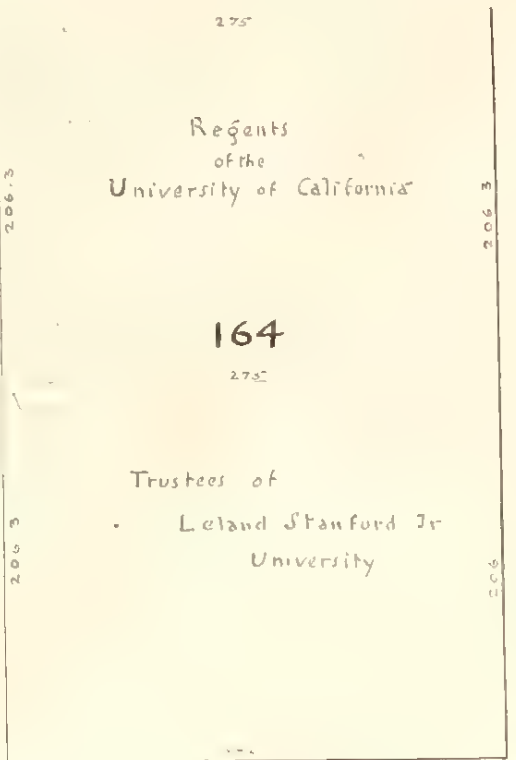 275
Regents
of the
University of California
206.3
206 3
164
275
Trustees of
Leland Stanford Jr
University
206 3
206